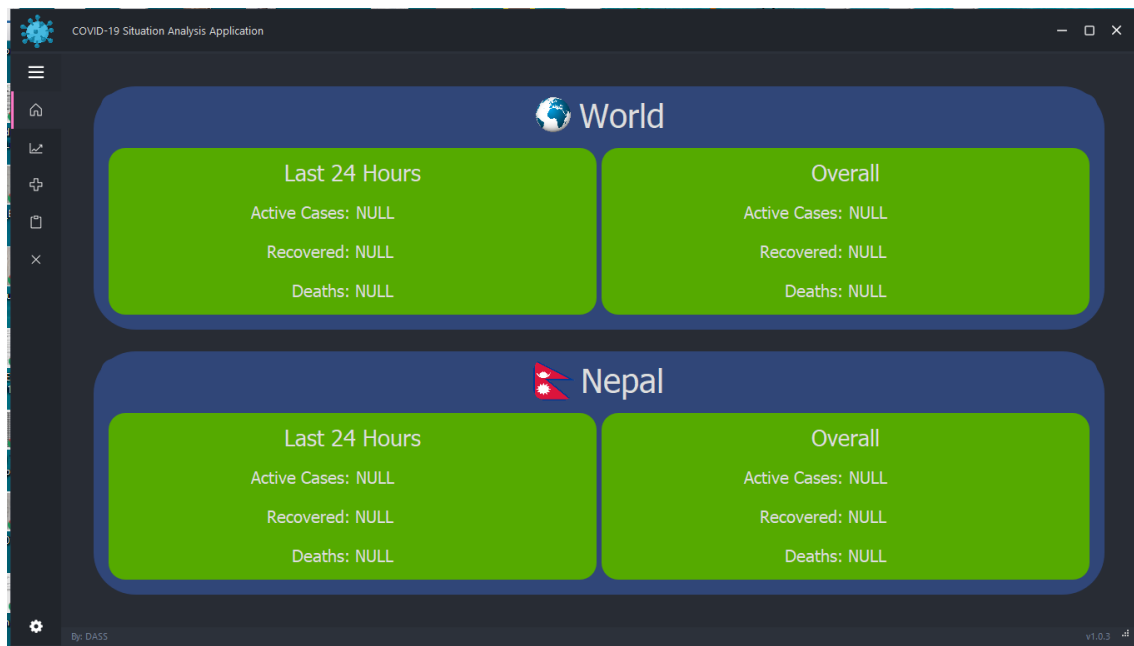 COVID-19 Situation Analysis Application
World
Last 24 Hours
Active Cases: NULL
Recovered: NULL
Deaths: NULL
Overall
Active Cases: NULL
Recovered: NULL
Deaths: NULL
Nepal
Last 24 Hours
Active Cases: NULL
Recovered: NULL
Deaths: NULL
Overall
Active Cases: NULL
Recovered: NULL
Deaths: NULL
By: DASS
v1.0.3